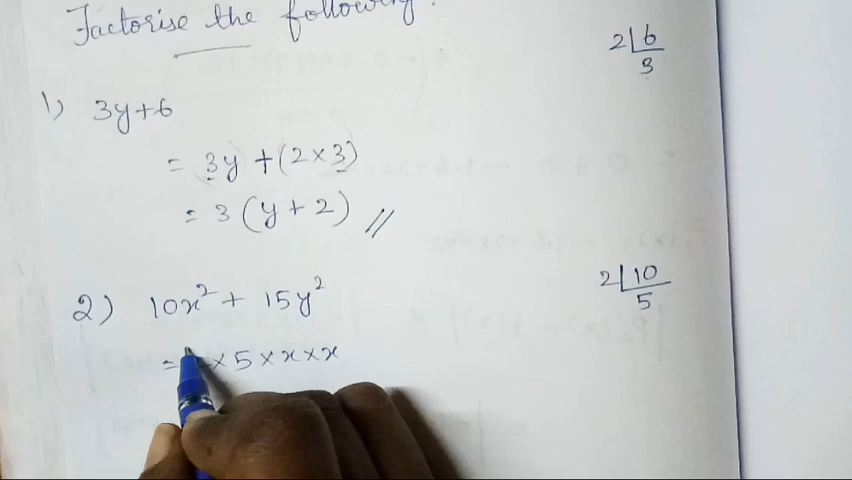 Factorise the following.
1) 3y+6
2 6
3
= 3y + (2 × 3)
= 3 (y + 2) //
2) 10x² + 15y²
2 10
5
= × 5 × x × x